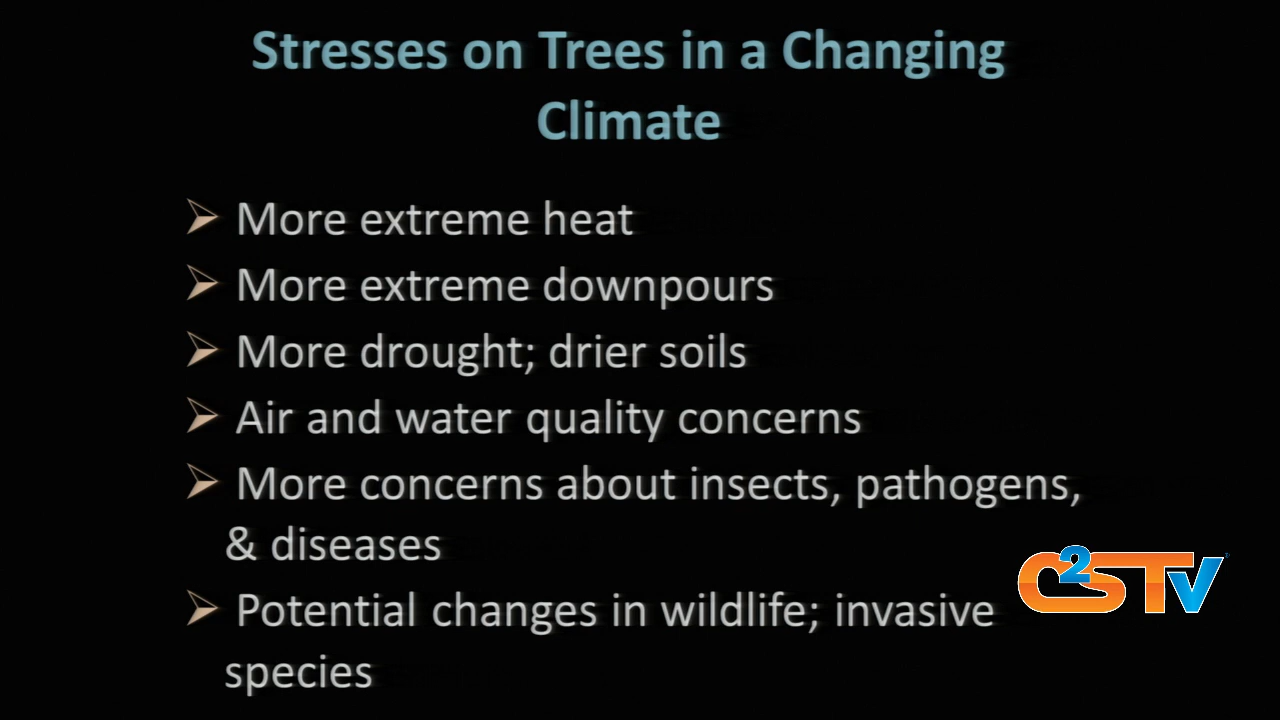 Stresses on Trees in a Changing
Climate
More extreme heat
More extreme downpours
More drought; drier soils
Air and water quality concerns
More concerns about insects, pathogens,
& diseases
C2STV
Potential changes in wildlife; invasive
species